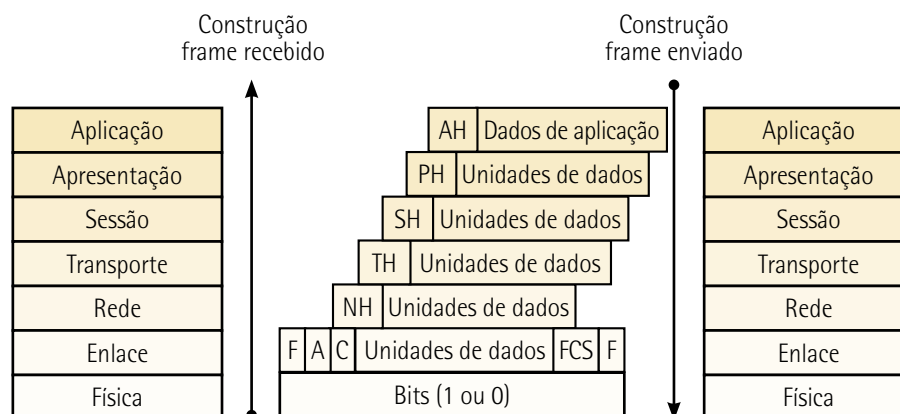 Construção
frame recebido
Construção
frame enviado
Aplicação
AH Dados de aplicação
Aplicação
Apresentação
PH Unidades de dados
Apresentação
Sessão
SH Unidades de dados
Sessão
Transporte
TH Unidades de dados
Transporte
Rede
NH Unidades de dados
Rede
Enlace
F A C Unidades de dados FCS F
Enlace
Física
Bits (1 ou 0)
Física